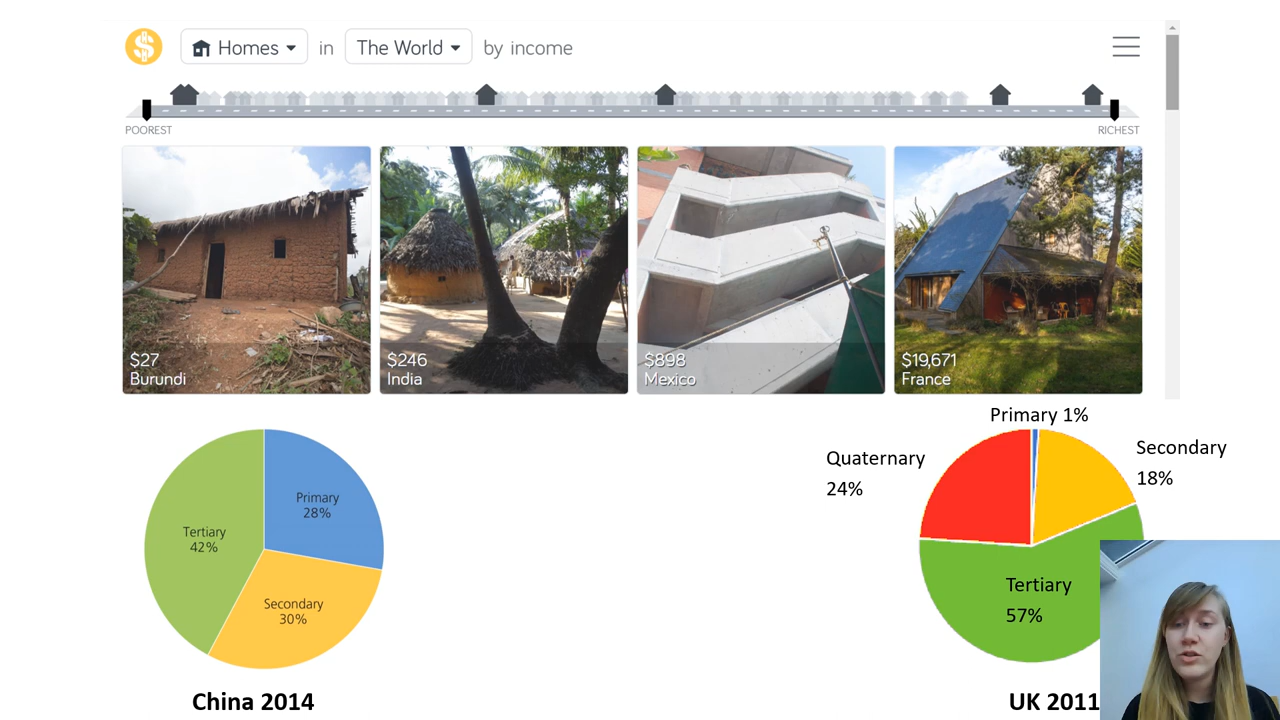 $ Homes in The World by income
POOREST RICHEST
$27
Burundi
$246
India
$898
Mexico
$19,671
France
Primary
28%
Tertiary
42%
Secondary
30%
China 2014
Primary 1%
Secondary
18%
Quaternary
24%
Tertiary
57%
UK 2011